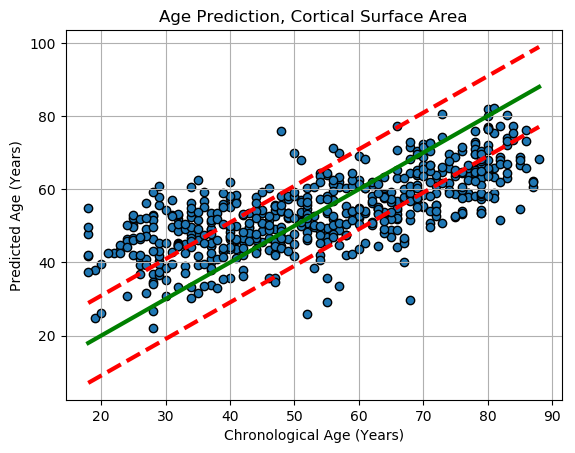 Age Prediction, Cortical Surface Area
100
80
60
40
20
Predicted Age (Years)
20 30 40 50 60 70 80 90
Chronological Age (Years)